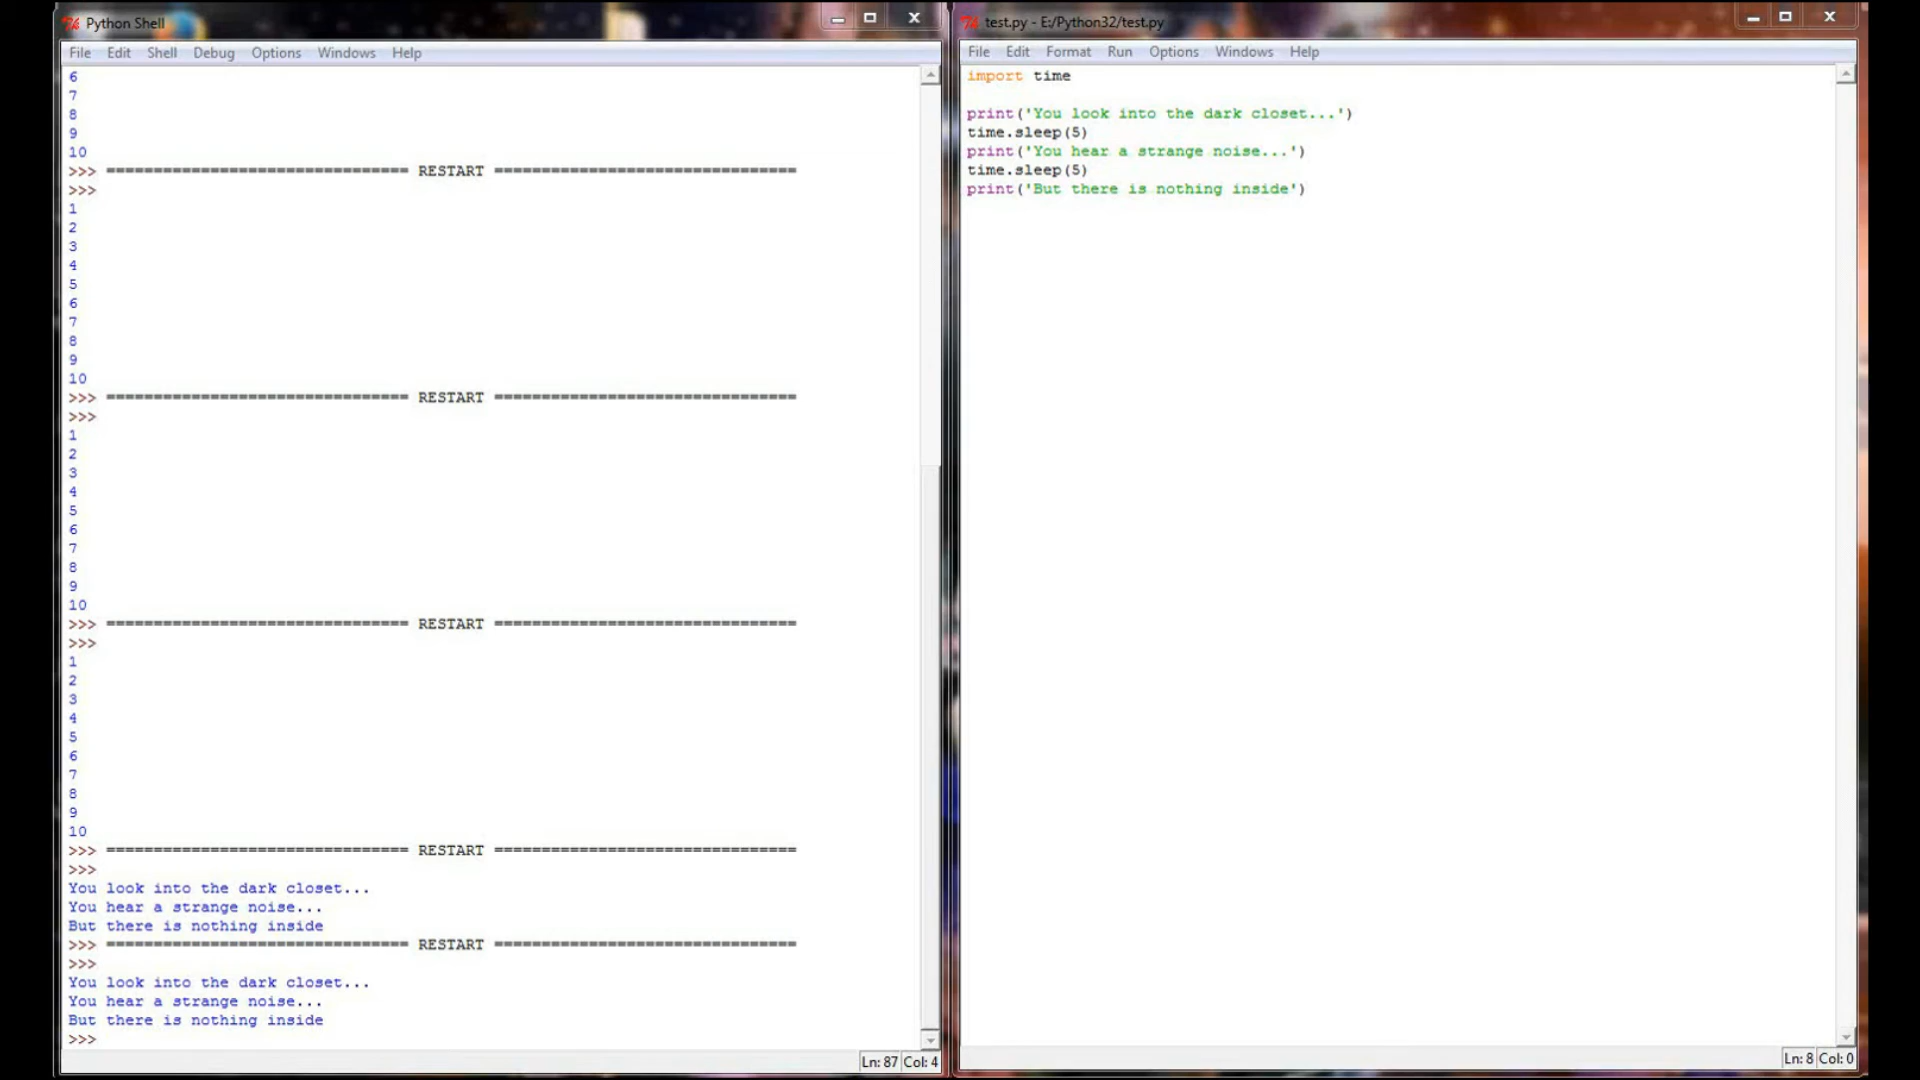 Python Shell
File Edit Shell Debug Options Windows Help
6
7
8
9
10
>>> ================================ RESTART ================================
>>>
1
2
3
4
5
6
7
8
9
10
>>> ================================ RESTART ================================
>>>
1
2
3
4
5
6
7
8
9
10
>>> ================================ RESTART ================================
>>>
1
2
3
4
5
6
7
8
9
10
>>> ================================ RESTART ================================
>>>
You look into the dark closet...
You hear a strange noise...
But there is nothing inside
>>> ================================ RESTART ================================
>>>
You look into the dark closet...
You hear a strange noise...
But there is nothing inside
>>>
Ln: 87 Col: 4
test.py - E:/Python32/test.py
File Edit Format Run Options Windows Help
import time
print('You look into the dark closet...')
time.sleep(5)
print('You hear a strange noise...')
time.sleep(5)
print('But there is nothing inside')
Ln: 8 Col: 0